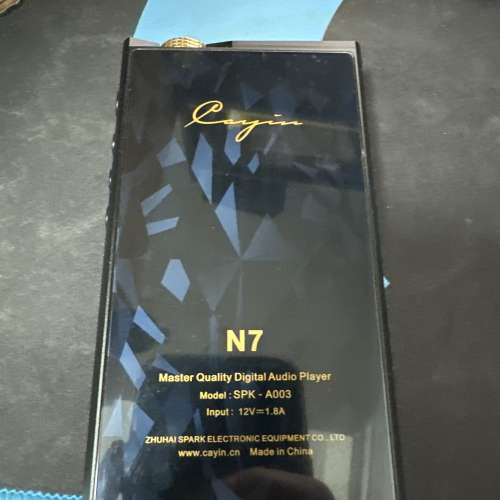 Cayin
N7
Master Quality Digital Audio Player
Model : SPK - A003
Input : 12V⎓1.8A
ZHUHAI SPARK ELECTRONIC EQUIPMENT CO., LTD
www.cayin.cn Made in China